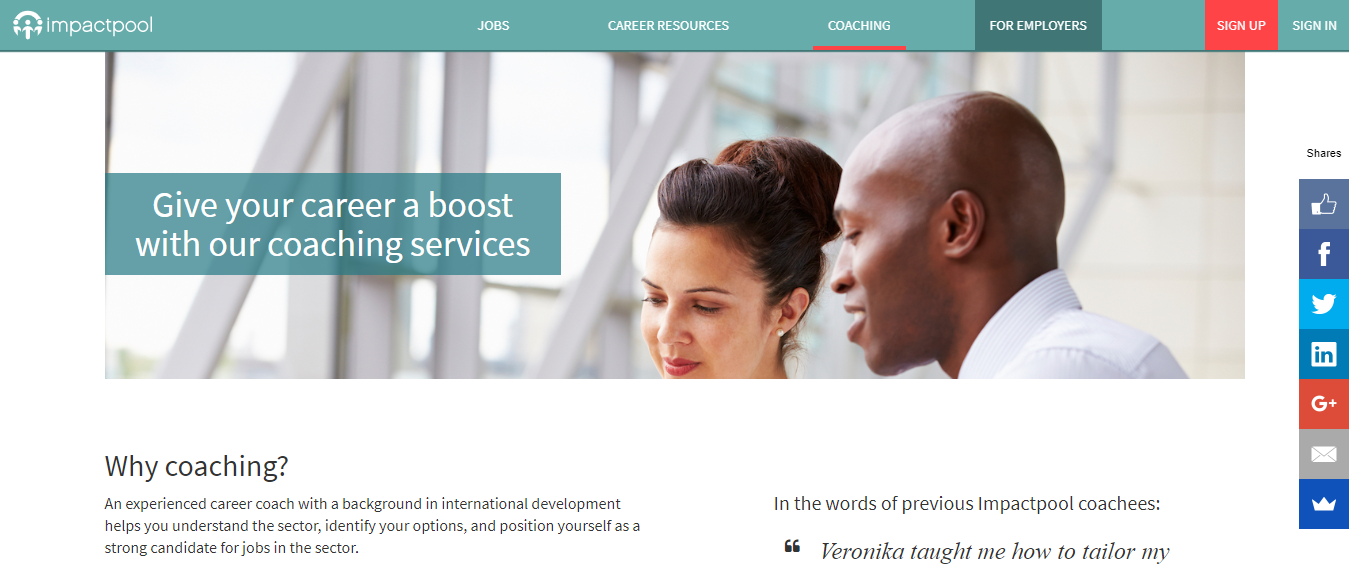 impactpool
JOBS
CAREER RESOURCES
COACHING
FOR EMPLOYERS
SIGN UP
SIGN IN
Shares
Give your career a boost
with our coaching services
f
in
G+
Why coaching?
An experienced career coach with a background in international development
helps you understand the sector, identify your options, and position yourself as a
strong candidate for jobs in the sector.
In the words of previous Impactpool coachees:
“ Veronika taught me how to tailor my